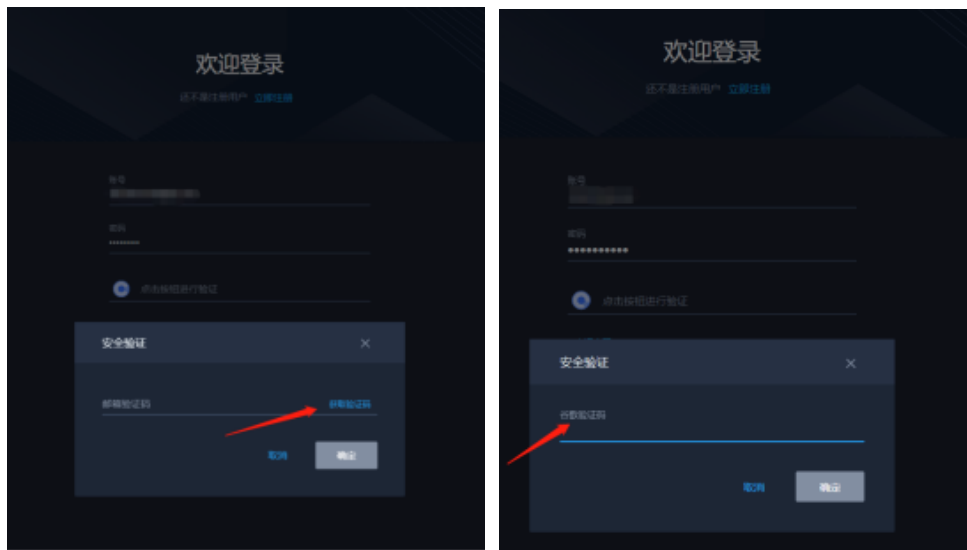 欢迎登录
还不是注册用户 立即注册
账号
密码
点击按钮进行验证
安全验证
邮箱验证码 获取验证码
取消 确定
欢迎登录
还不是注册用户 立即注册
账号
密码
点击按钮进行验证
安全验证
谷歌验证码
取消 确定